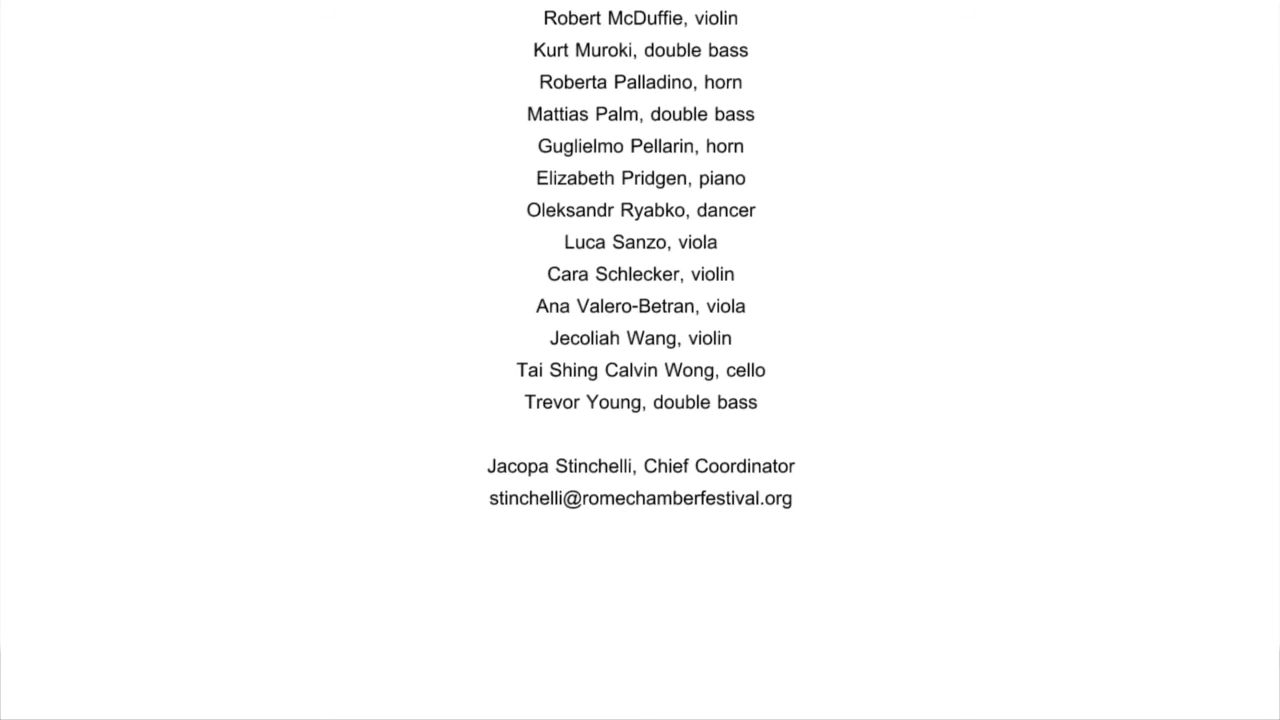 Robert McDuffie, violin
Kurt Muroki, double bass
Roberta Palladino, horn
Mattias Palm, double bass
Guglielmo Pellarin, horn
Elizabeth Pridgen, piano
Oleksandr Ryabko, dancer
Luca Sanzo, viola
Cara Schlecker, violin
Ana Valero-Betran, viola
Jecoliah Wang, violin
Tai Shing Calvin Wong, cello
Trevor Young, double bass
Jacopa Stinchelli, Chief Coordinator
stinchelli@romechamberfestival.org